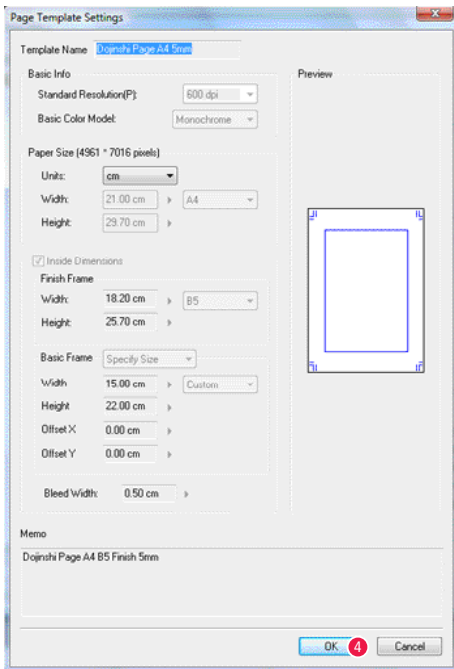 Page Template Settings
Template Name Dojinshi Page A4 5mm
Basic Info
Preview
Standard Resolution(P): 600 dpi
Basic Color Model: Monochrome
Paper Size (4961 * 7016 pixels)
Units: cm
Width: 21.00 cm A4
Height: 29.70 cm
Inside Dimensions
Finish Frame
Width: 18.20 cm B5
Height: 25.70 cm
Basic Frame Specify Size
Width 15.00 cm Custom
Height 22.00 cm
Offset X 0.00 cm
Offset Y 0.00 cm
Bleed Width: 0.50 cm
Memo
Dojinshi Page A4 B5 Finish 5mm
OK 4 Cancel